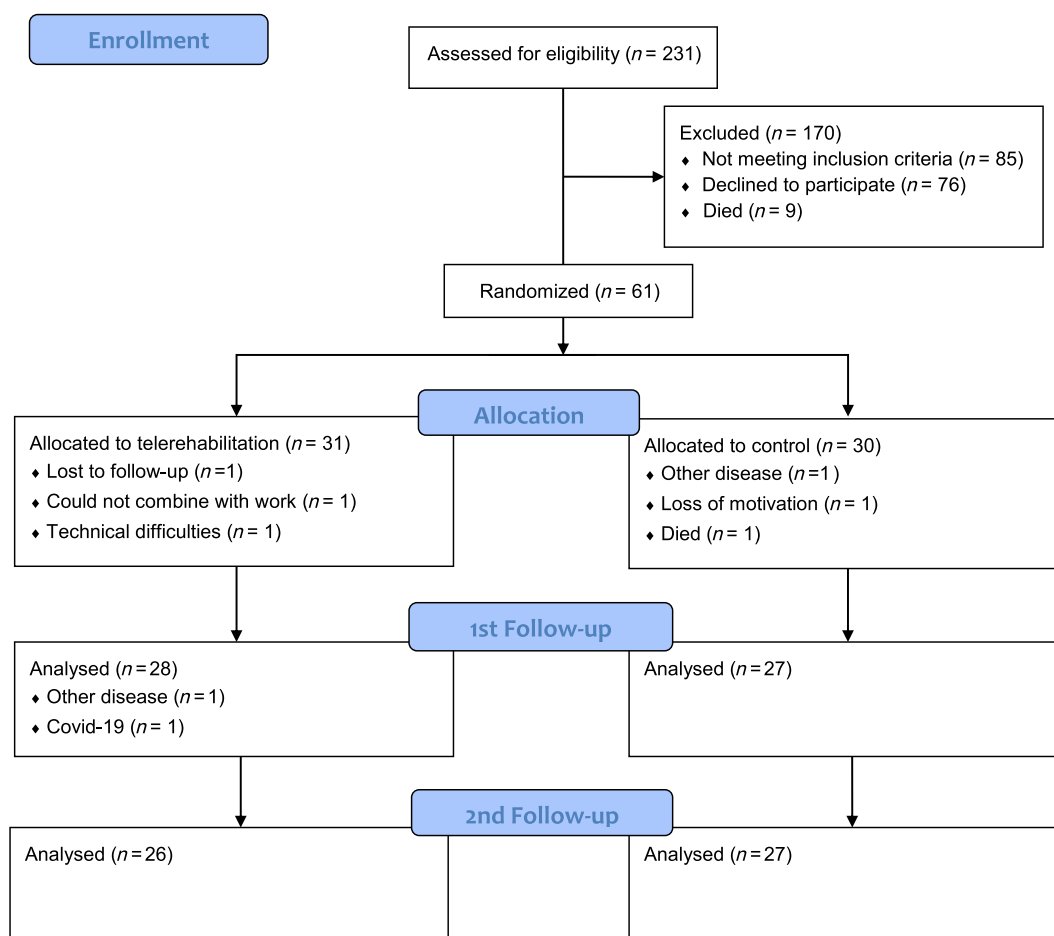 Enrollment
Assessed for eligibility (n = 231)
Excluded (n = 170)
♦ Not meeting inclusion criteria (n = 85)
♦ Declined to participate (n = 76)
♦ Died (n = 9)
Randomized (n = 61)
Allocation
Allocated to telerehabilitation (n = 31)
♦ Lost to follow-up (n =1)
♦ Could not combine with work (n = 1)
♦ Technical difficulties (n = 1)
Allocated to control (n = 30)
♦ Other disease (n =1)
♦ Loss of motivation (n = 1)
♦ Died (n = 1)
1st Follow-up
Analysed (n = 28)
♦ Other disease (n = 1)
♦ Covid-19 (n = 1)
Analysed (n = 27)
2nd Follow-up
Analysed (n = 26)
Analysed (n = 27)